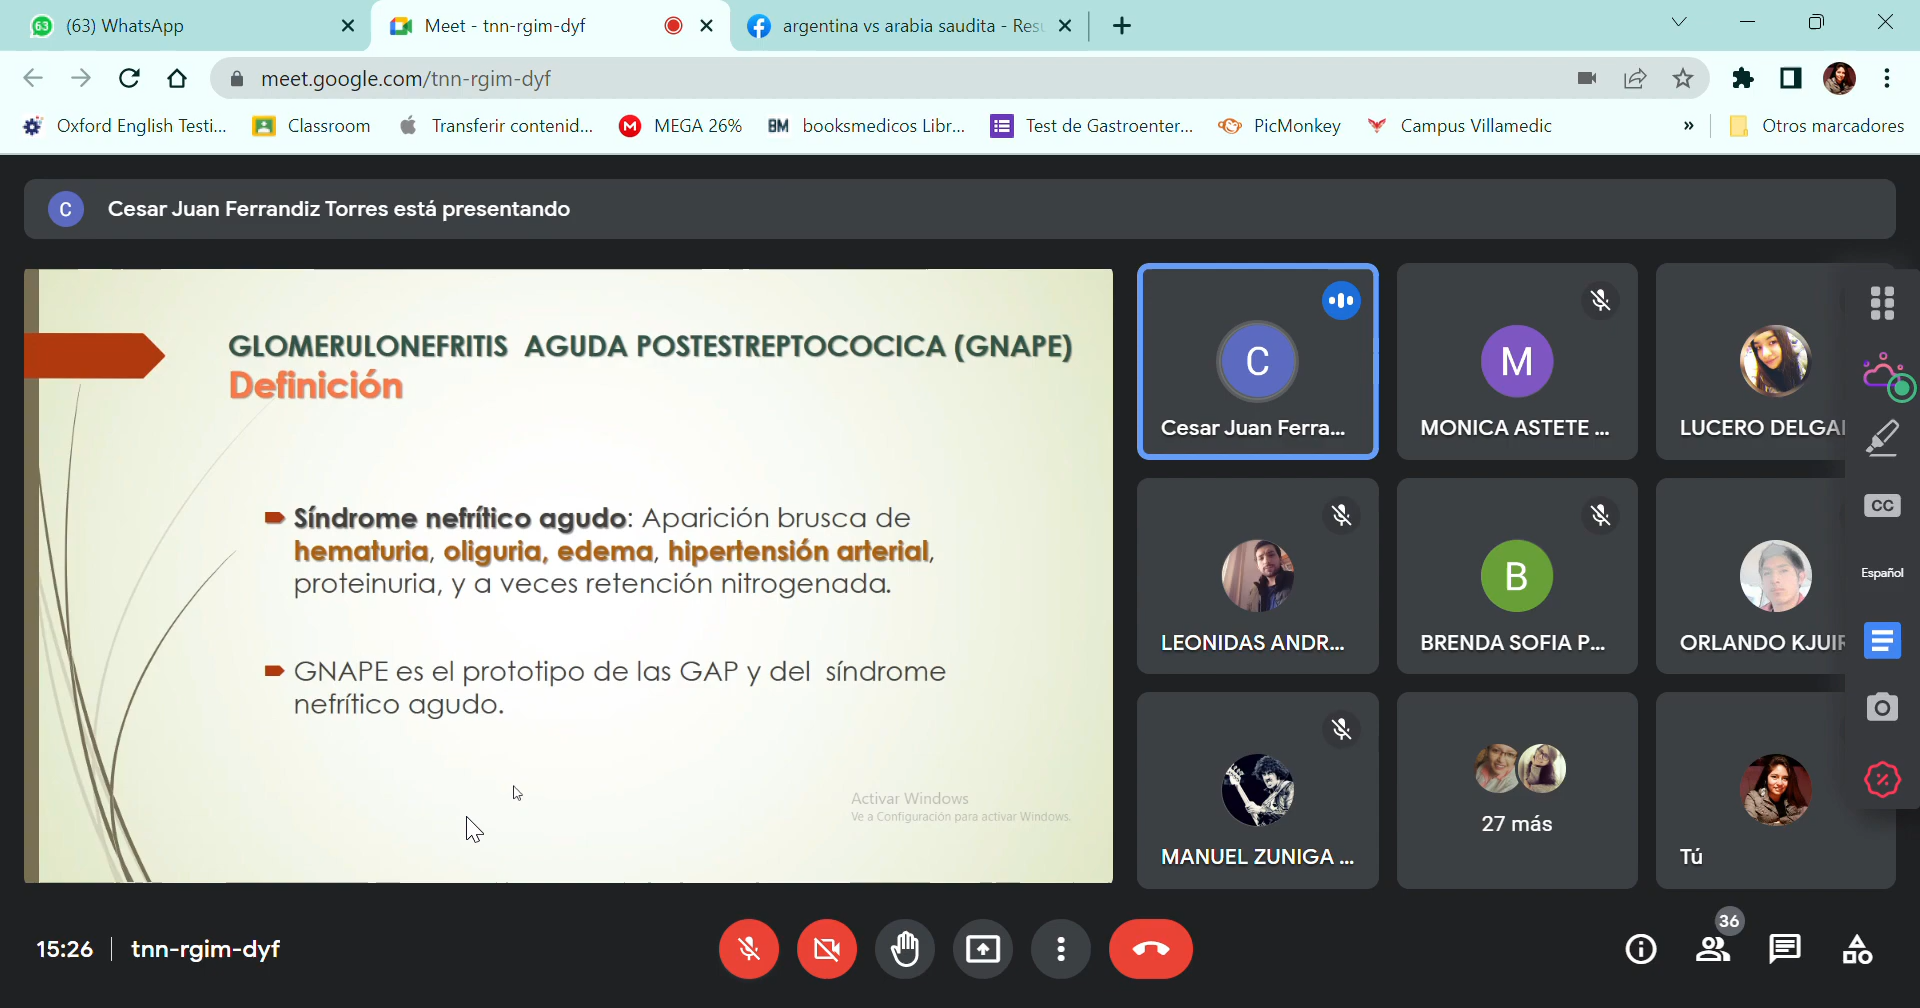 63
(63) WhatsApp
Meet - tnn-rgim-dyf
argentina vs arabia saudita - Resu
meet.google.com/tnn-rgim-dyf
Oxford English Testi...
Classroom
Transferir contenid...
MEGA 26%
BM booksmedicos Libr...
Test de Gastroenter...
PicMonkey
Campus Villamedic
»
Otros marcadores
C Cesar Juan Ferrandiz Torres está presentando
GLOMERULONEFRITIS AGUDA POSTESTREPTOCOCICA (GNAPE)
Definición
Síndrome nefrítico agudo: Aparición brusca de
hematuria, oliguria, edema, hipertensión arterial,
proteinuria, y a veces retención nitrogenada.
GNAPE es el prototipo de las GAP y del síndrome
nefrítico agudo.
Activar Windows
Ve a Configuración para activar Windows.
C
Cesar Juan Ferra...
M
MONICA ASTETE ...
LUCERO DELGA
LEONIDAS ANDR...
B
BRENDA SOFIA P...
ORLANDO KJUIR
MANUEL ZUNIGA ...
27 más
Tú
CC
Español
15:26
tnn-rgim-dyf
36